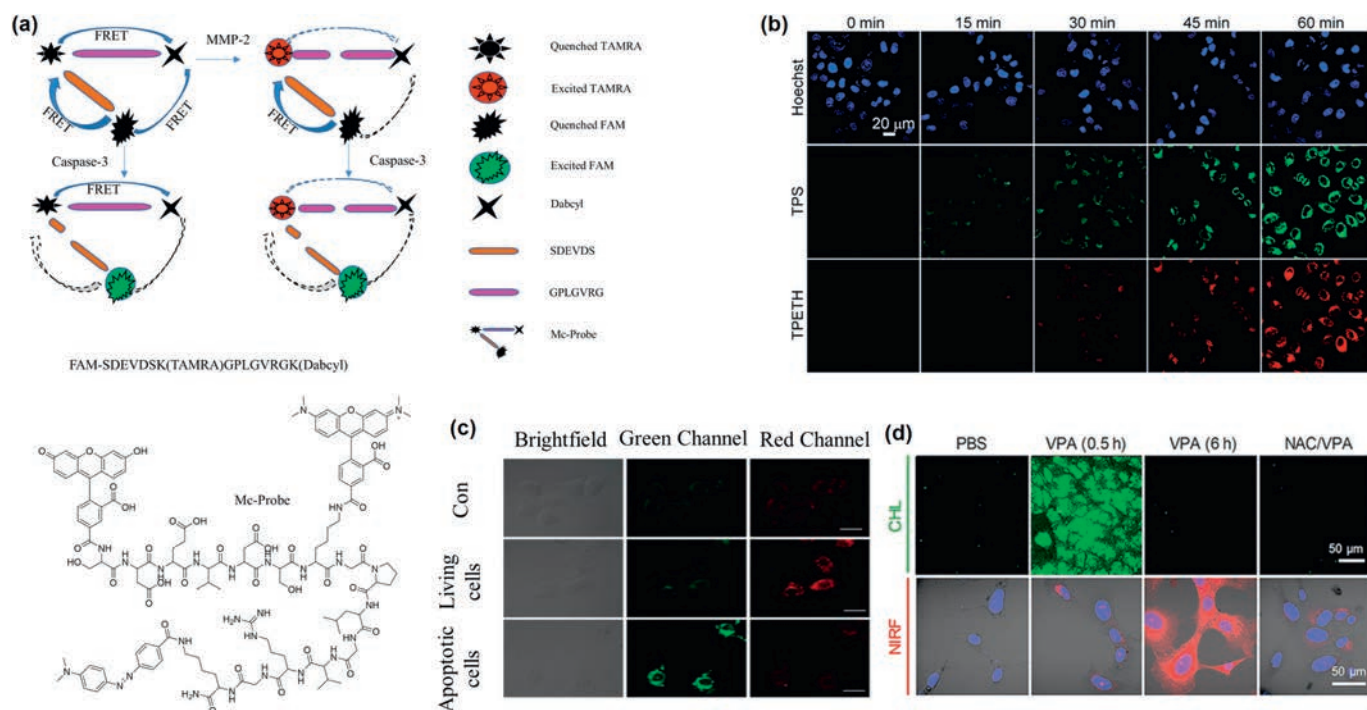 (a)
FRET
MMP-2
FRET
FRET
Caspase-3
Caspase-3
FRET
Quenched TAMRA
Excited TAMRA
Quenched FAM
Excited FAM
Dabcyl
SDEVDS
GPLGVRG
Mc-Probe
FAM-SDEVDSK(TAMRA)GPLGVRGK(Dabcyl)
Mc-Probe
(b)
0 min 15 min 30 min 45 min 60 min
Hoechst
20 µm
TPS
TPETH
(c)
Brightfield Green Channel Red Channel
Con
Living
cells
Apoptotic
cells
(d)
PBS VPA (0.5 h) VPA (6 h) NAC/VPA
CHL
50 µm
NIRF
50 µm